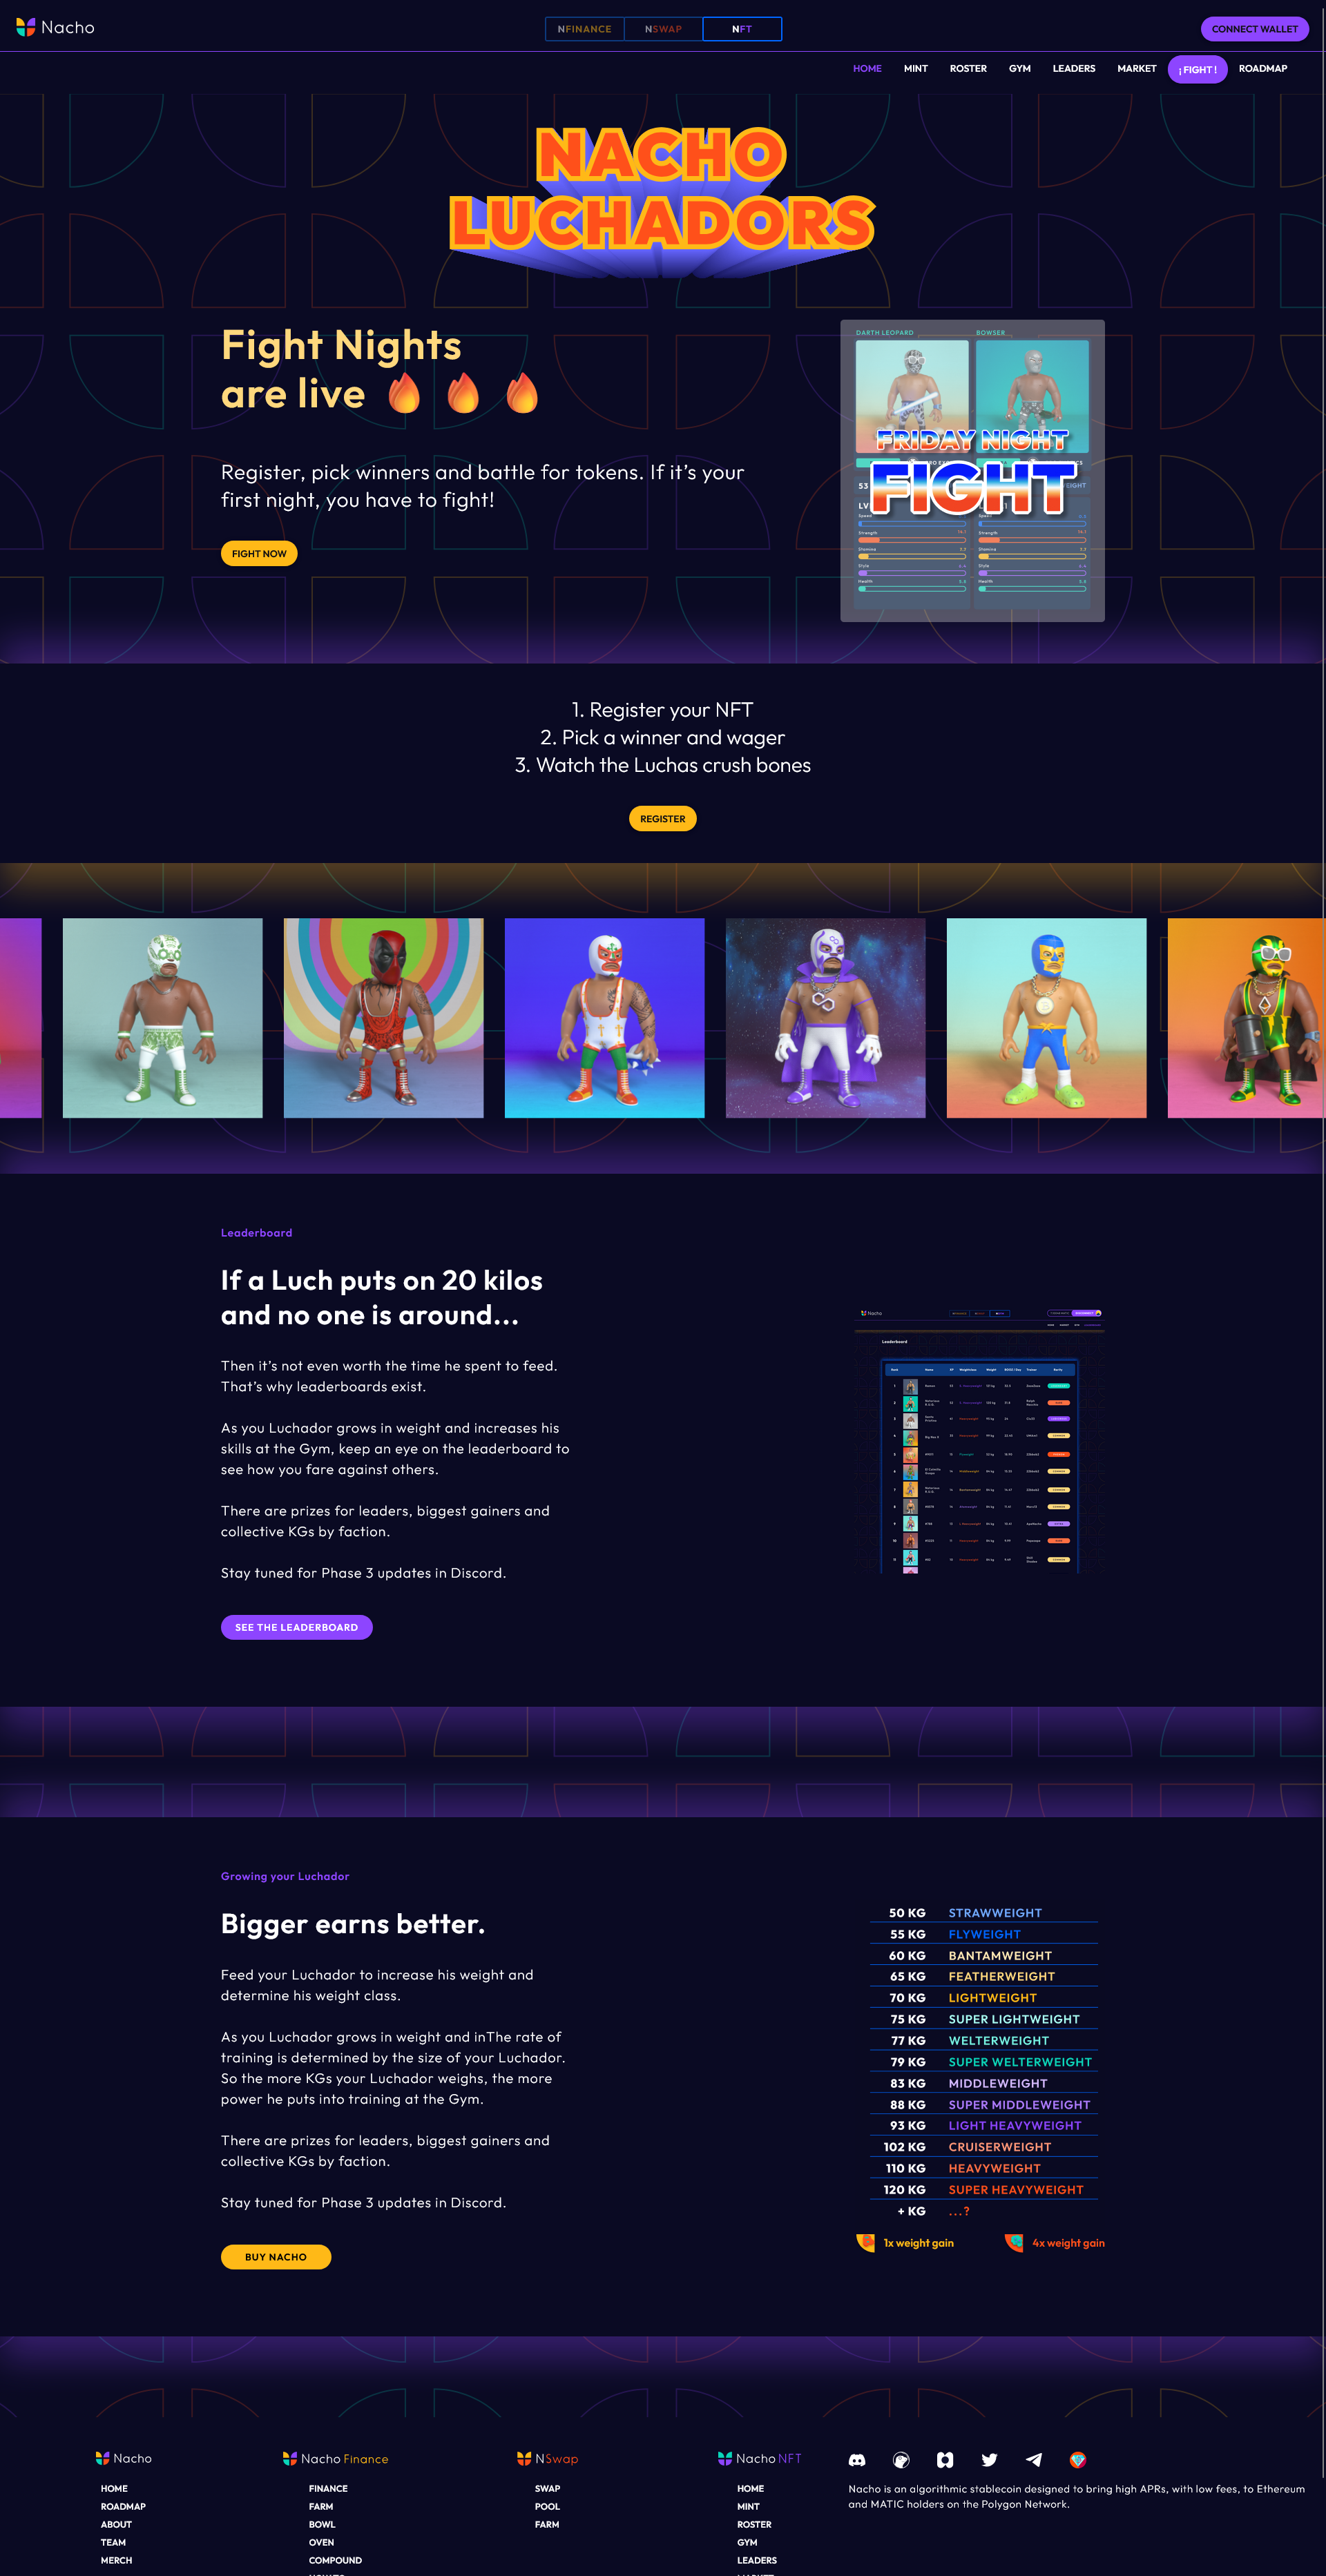 Nacho
NFINANCE NSWAP NFT
CONNECT WALLET
HOME MINT ROSTER GYM LEADERS MARKET ¡ FIGHT ! ROADMAP
NACHO
LUCHADORS
Fight Nights
are live
Register, pick winners and battle for tokens. If it's your
first night, you have to fight!
FIGHT NOW
DARTH LEOPARD BOWSER
FRIDAY NIGHT
FIGHT
Speed Speed
Strength Strength
Stamina Stamina
Style Style
Health Health
1. Register your NFT
2. Pick a winner and wager
3. Watch the Luchas crush bones
REGISTER
Leaderboard
If a Luch puts on 20 kilos
and no one is around...
Then it's not even worth the time he spent to feed.
That's why leaderboards exist.
As you Luchador grows in weight and increases his
skills at the Gym, keep an eye on the leaderboard to
see how you fare against others.
There are prizes for leaders, biggest gainers and
collective KGs by faction.
Stay tuned for Phase 3 updates in Discord.
SEE THE LEADERBOARD
Nacho
Leaderboard
Growing your Luchador
Bigger earns better.
Feed your Luchador to increase his weight and
determine his weight class.
As you Luchador grows in weight and inThe rate of
training is determined by the size of your Luchador.
So the more KGs your Luchador weighs, the more
power he puts into training at the Gym.
There are prizes for leaders, biggest gainers and
collective KGs by faction.
Stay tuned for Phase 3 updates in Discord.
BUY NACHO
50 KG STRAWWEIGHT
55 KG FLYWEIGHT
60 KG BANTAMWEIGHT
65 KG FEATHERWEIGHT
70 KG LIGHTWEIGHT
75 KG SUPER LIGHTWEIGHT
77 KG WELTERWEIGHT
79 KG SUPER WELTERWEIGHT
83 KG MIDDLEWEIGHT
88 KG SUPER MIDDLEWEIGHT
93 KG LIGHT HEAVYWEIGHT
102 KG CRUISERWEIGHT
110 KG HEAVYWEIGHT
120 KG SUPER HEAVYWEIGHT
+ KG ...?
1x weight gain 4x weight gain
Nacho
HOME
ROADMAP
ABOUT
TEAM
MERCH
Nacho Finance
FINANCE
FARM
BOWL
OVEN
COMPOUND
NSwap
SWAP
POOL
FARM
Nacho NFT
HOME
MINT
ROSTER
GYM
LEADERS
Nacho is an algorithmic stablecoin designed to bring high APRs, with low fees, to Ethereum
and MATIC holders on the Polygon Network.